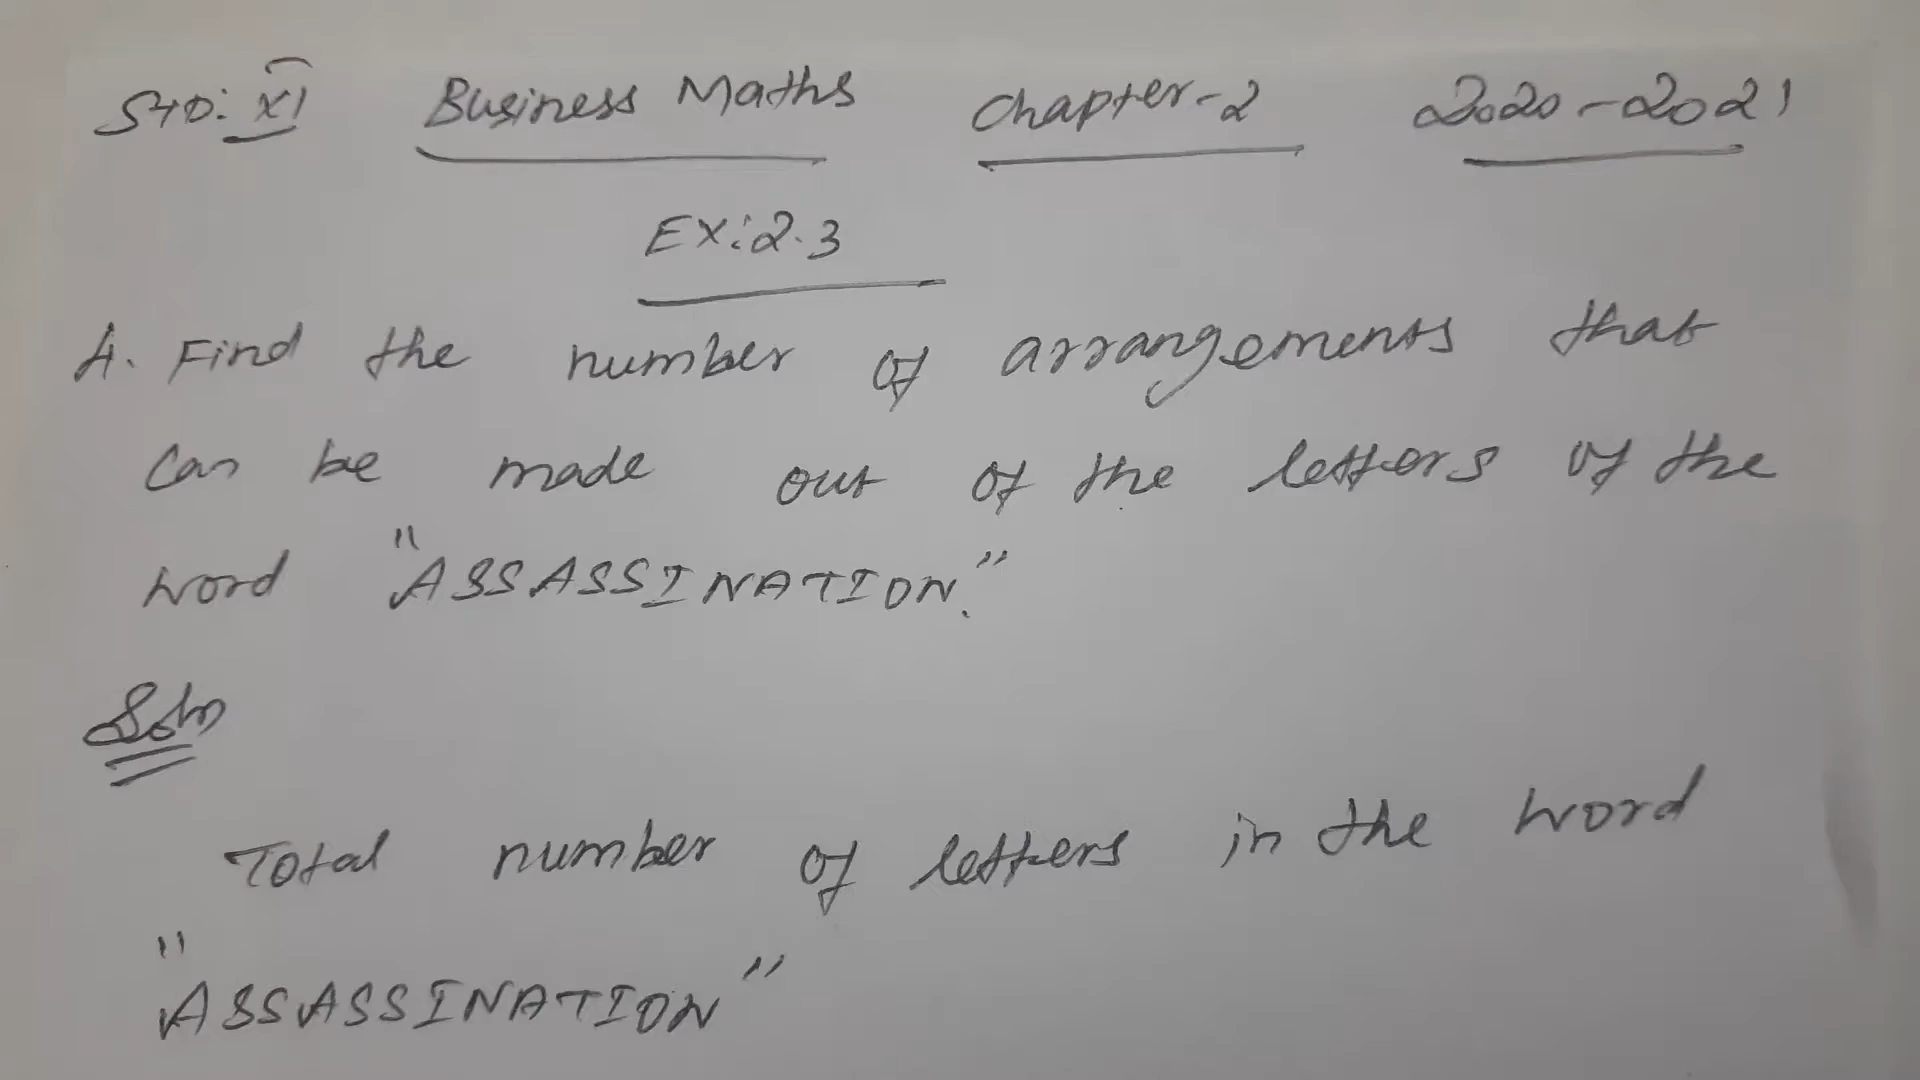 STD: XI Business Maths Chapter-2 2020-2021
EX:2.3
4. Find the number of arrangements that
can be made out of the letters of the
word "ASSASSINATION."
Soln
Total number of letters in the word
"ASSASSINATION"